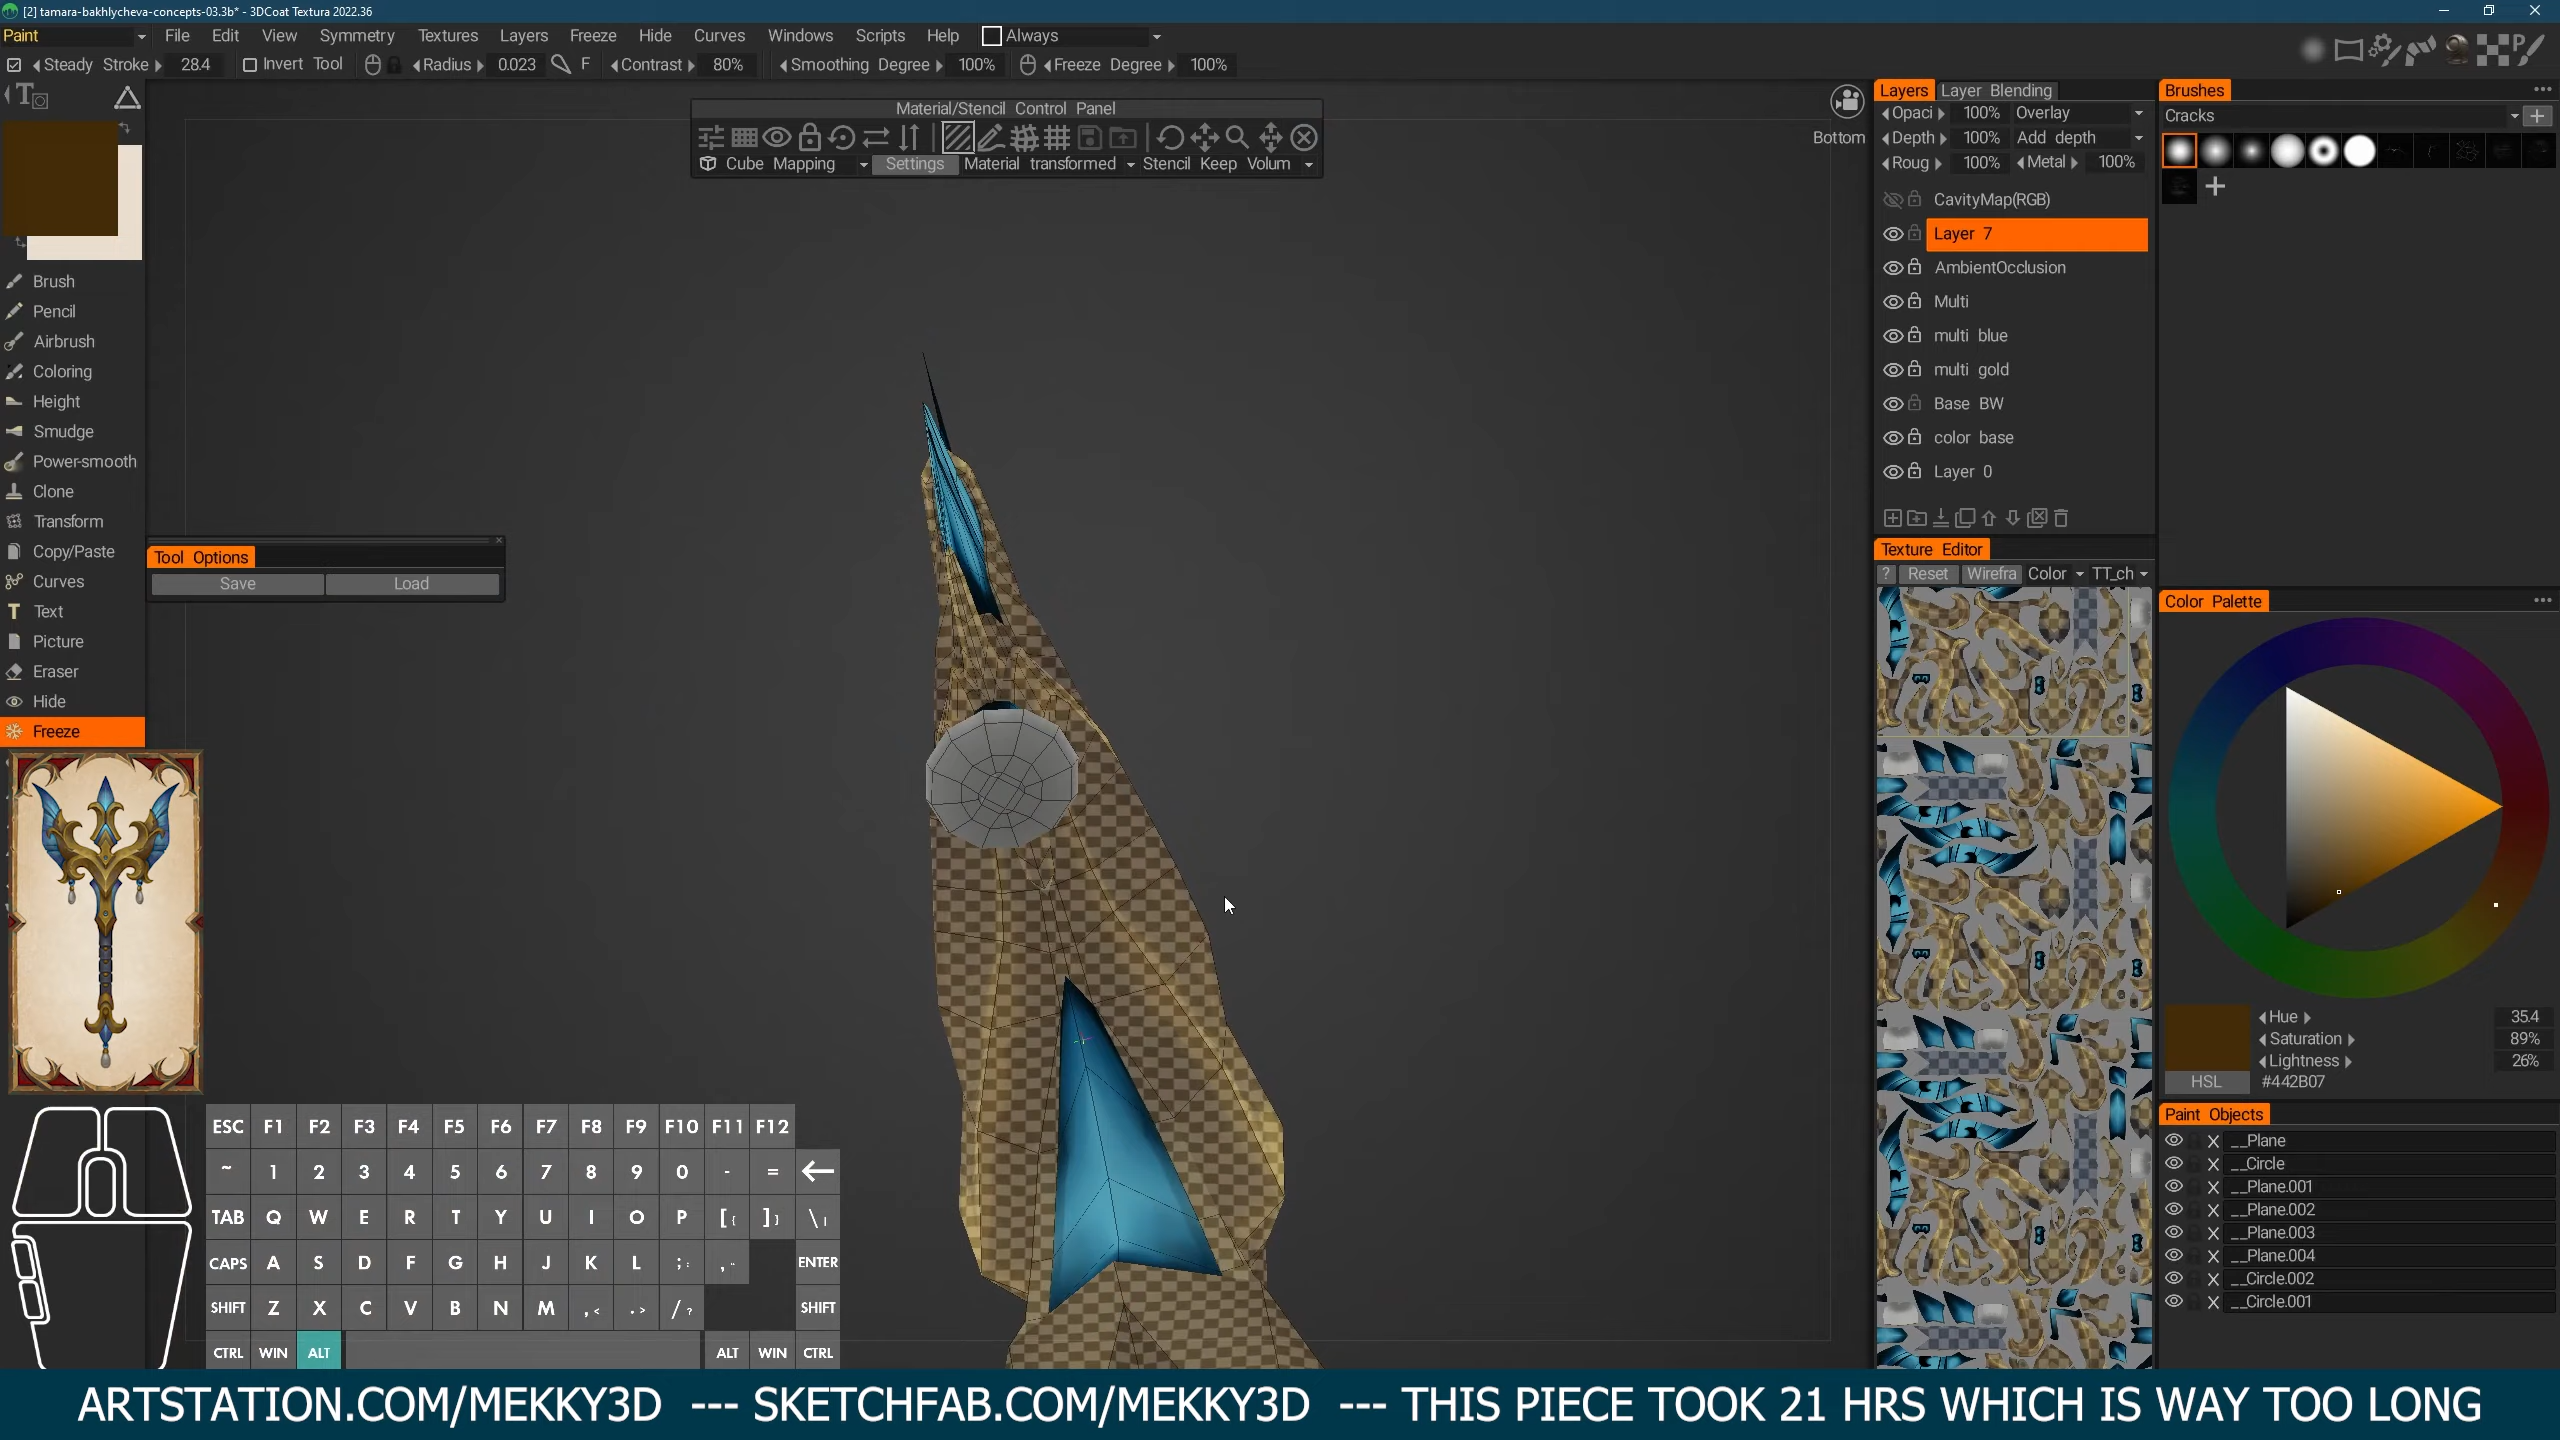 [2] tamara-bakhlycheva-concepts-03.3b* - 3DCoat Textura 2022.36
Paint File Edit View Symmetry Textures Layers Freeze Hide Curves Windows Scripts Help Always
Steady Stroke 28.4 Invert Tool Radius 0.023 F Contrast 80% Smoothing Degree 100% Freeze Degree 100%
Material/Stencil Control Panel
Cube Mapping Settings Material transformed Stencil Keep Volum
Bottom
Brush
Pencil
Airbrush
Coloring
Height
Smudge
Power-smooth
Clone
Transform
Copy/Paste
Curves
Text
Picture
Eraser
Hide
Freeze
Tool Options
Save Load
Layers Layer Blending
Opaci 100% Overlay
Depth 100% Add depth
Roug 100% Metal 100%
CavityMap(RGB)
Layer 7
AmbientOcclusion
Multi
multi blue
multi gold
Base BW
color base
Layer 0
Texture Editor
? Reset Wirefra Color TT_ch
Brushes
Cracks
Color Palette
Hue 35.4
Saturation 89%
Lightness 26%
HSL #442B07
Paint Objects
X __Plane
X __Circle
X __Plane.001
X __Plane.002
X __Plane.003
X __Plane.004
X __Circle.002
X __Circle.001
ESC F1 F2 F3 F4 F5 F6 F7 F8 F9 F10 F11 F12
~ 1 2 3 4 5 6 7 8 9 0 - =
TAB Q W E R T Y U I O P [{ ]} \|
CAPS A S D F G H J K L ;: ," ENTER
SHIFT Z X C V B N M ,< .> /? SHIFT
CTRL WIN ALT ALT WIN CTRL
ARTSTATION.COM/MEKKY3D --- SKETCHFAB.COM/MEKKY3D --- THIS PIECE TOOK 21 HRS WHICH IS WAY TOO LONG